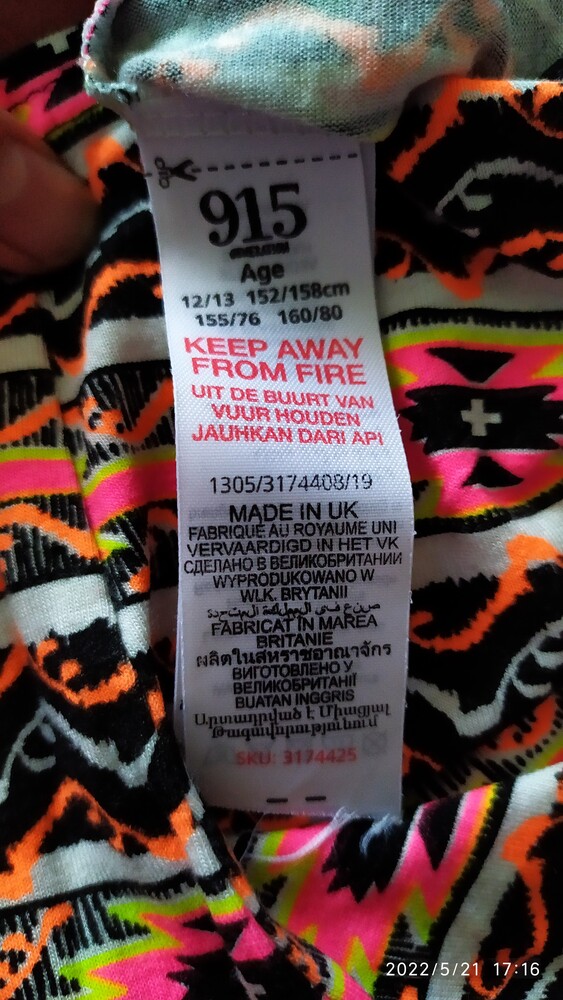 915
Age
12/13 152/158cm
155/76 160/80
KEEP AWAY
FROM FIRE
UIT DE BUURT VAN
VUUR HOUDEN
JAUHKAN DARI API
1305/3174408/19
MADE IN UK
FABRIQUÉ AU ROYAUME UNI
VERVAARDIGD IN HET VK
СДЕЛАНО В ВЕЛИКОБРИТАНИИ
WYPRODUKOWANO W
WLK. BRYTANII
صنع في المملكة المتحدة
FABRICAT IN MAREA
BRITANIE
ผลิตในสหราชอาณาจักร
ВИГОТОВЛЕНО У
ВЕЛИКОБРИТАНІЇ
BUATAN INGGRIS
Արտադրված է Միացյալ
Թագավորությունում
SKU: 3174425
2022/5/21 17:16